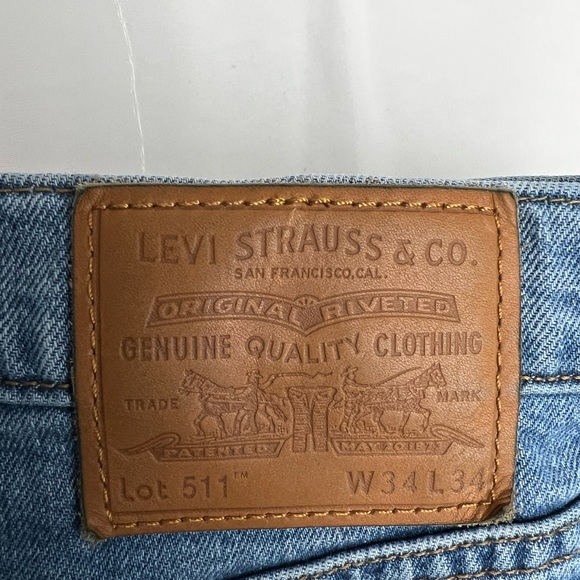 LEVI STRAUSS & CO.
SAN FRANCISCO, CAL.
ORIGINAL RIVETED
GENUINE QUALITY CLOTHING
TRADE MARK
PATENTED MAY 20 1873
Lot 511™ W34 L34